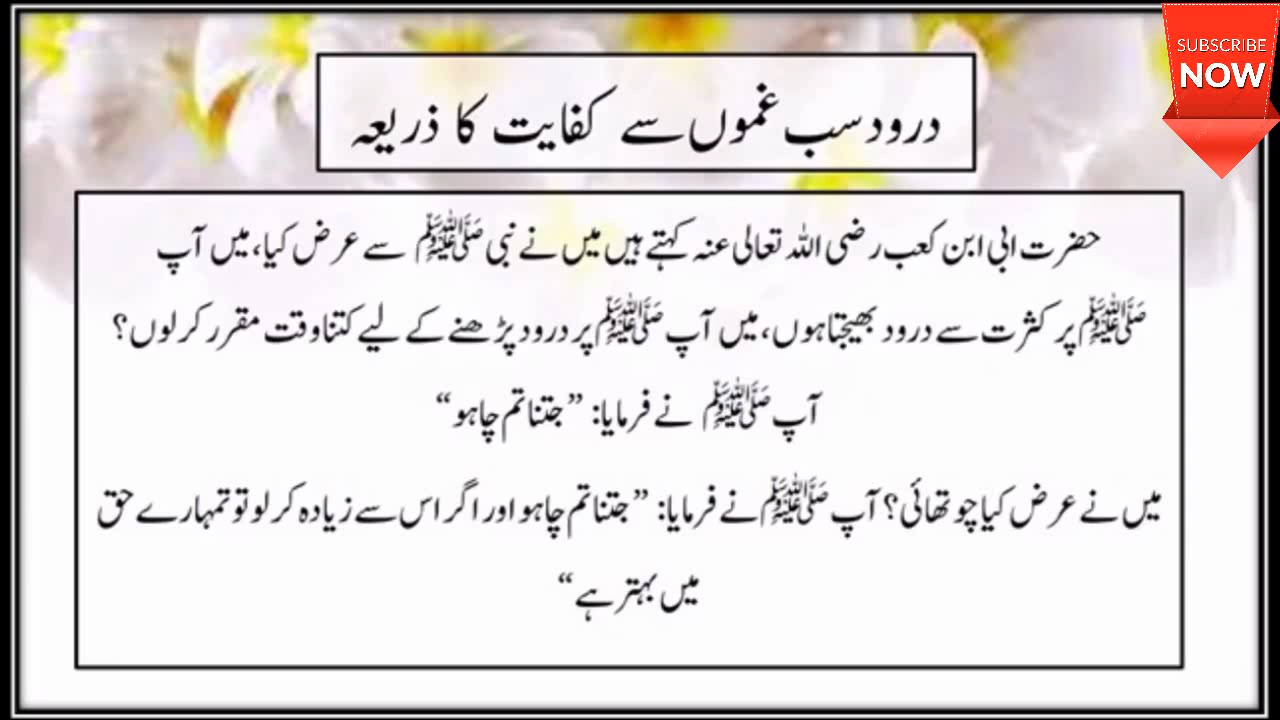 SUBSCRIBE
NOW
درود سب غموں سے کفایت کا ذریعہ
حضرت ابی ابن کعب رضی اللہ تعالی عنہ کہتے ہیں میں نے نبی ﷺ سے عرض کیا، میں آپ
ﷺ پر کثرت سے درود بھیجتا ہوں، میں آپ ﷺ پر درود پڑھنے کے لیے کتنا وقت مقرر کر لوں؟
آپ ﷺ نے فرمایا: ”جتنا تم چاہو“
میں نے عرض کیا چوتھائی؟ آپ ﷺ نے فرمایا: ”جتنا تم چاہو اور اگر اس سے زیادہ کر لو تو تمہارے حق
میں بہتر ہے“